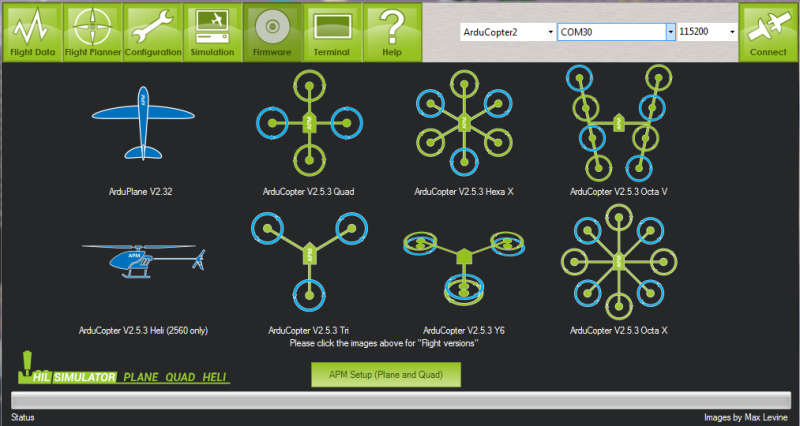 Flight Data Flight Planner Configuration Simulation Firmware Terminal Help ArduCopter2 COM30 115200 Connect
APM APM APM APM
ArduPlane V2.32 ArduCopter V2.5.3 Quad ArduCopter V2.5.3 Hexa X ArduCopter V2.5.3 Octa V
APM APM APM
ArduCopter V2.5.3 Heli (2560 only) ArduCopter V2.5.3 Tri ArduCopter V2.5.3 Y6 ArduCopter V2.5.3 Octa X
Please click the images above for "Flight versions"
HIL SIMULATOR PLANE QUAD HELI
APM Setup (Plane and Quad)
Status Images by Max Levine